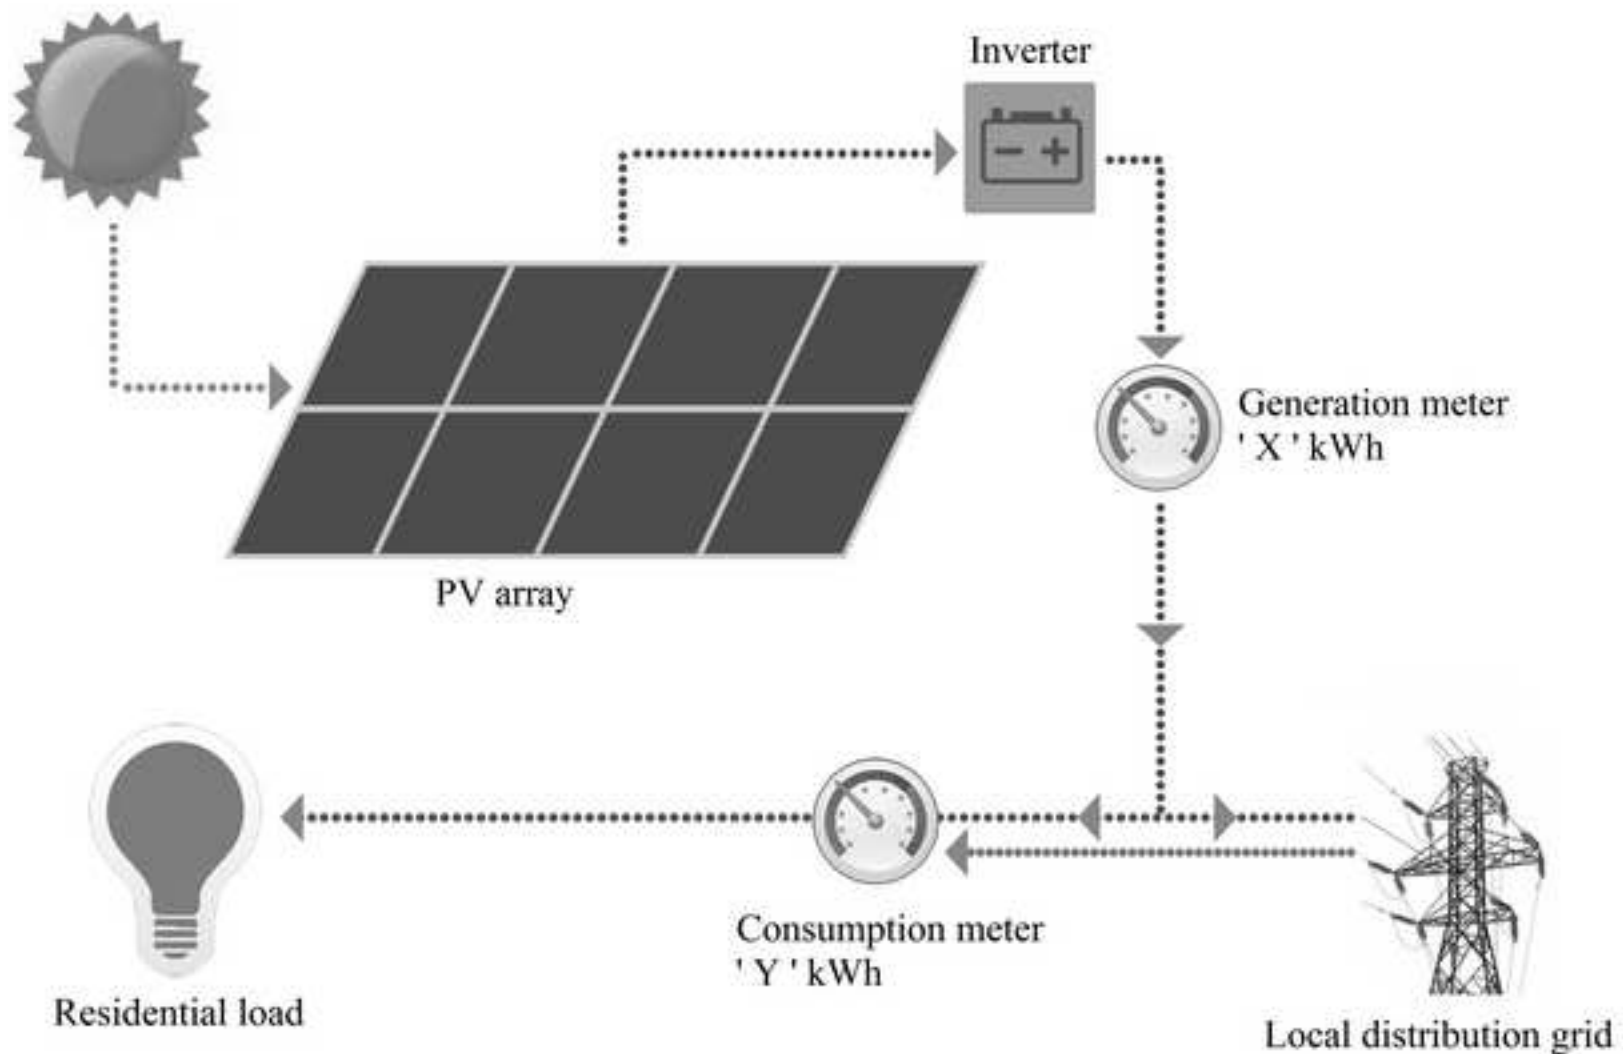 Inverter
Generation meter
' X ' kWh
PV array
Consumption meter
' Y ' kWh
Residential load
Local distribution grid